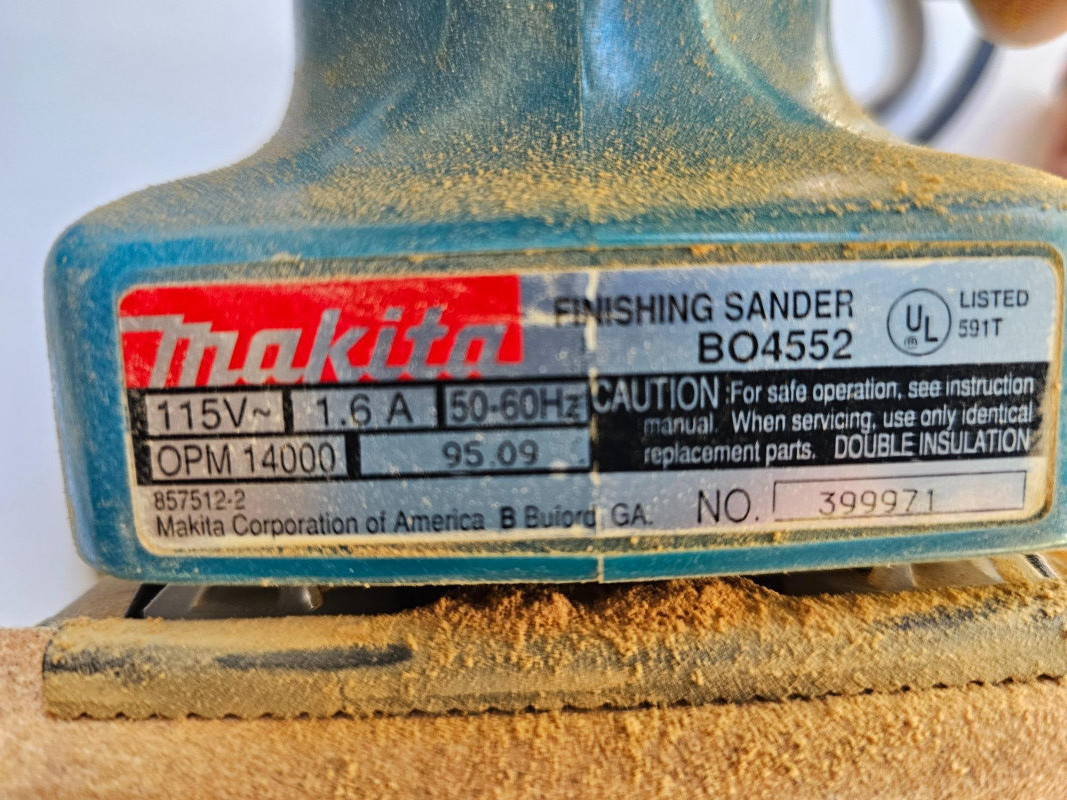 makita
FINISHING SANDER
BO4552
UL
LISTED
591T
115V~ 1.6 A 50-60Hz
OPM 14000 95.09
CAUTION : For safe operation, see instruction
manual. When servicing, use only identical
replacement parts. DOUBLE INSULATION
857512-2
Makita Corporation of America B Buford, GA.
NO. 399971